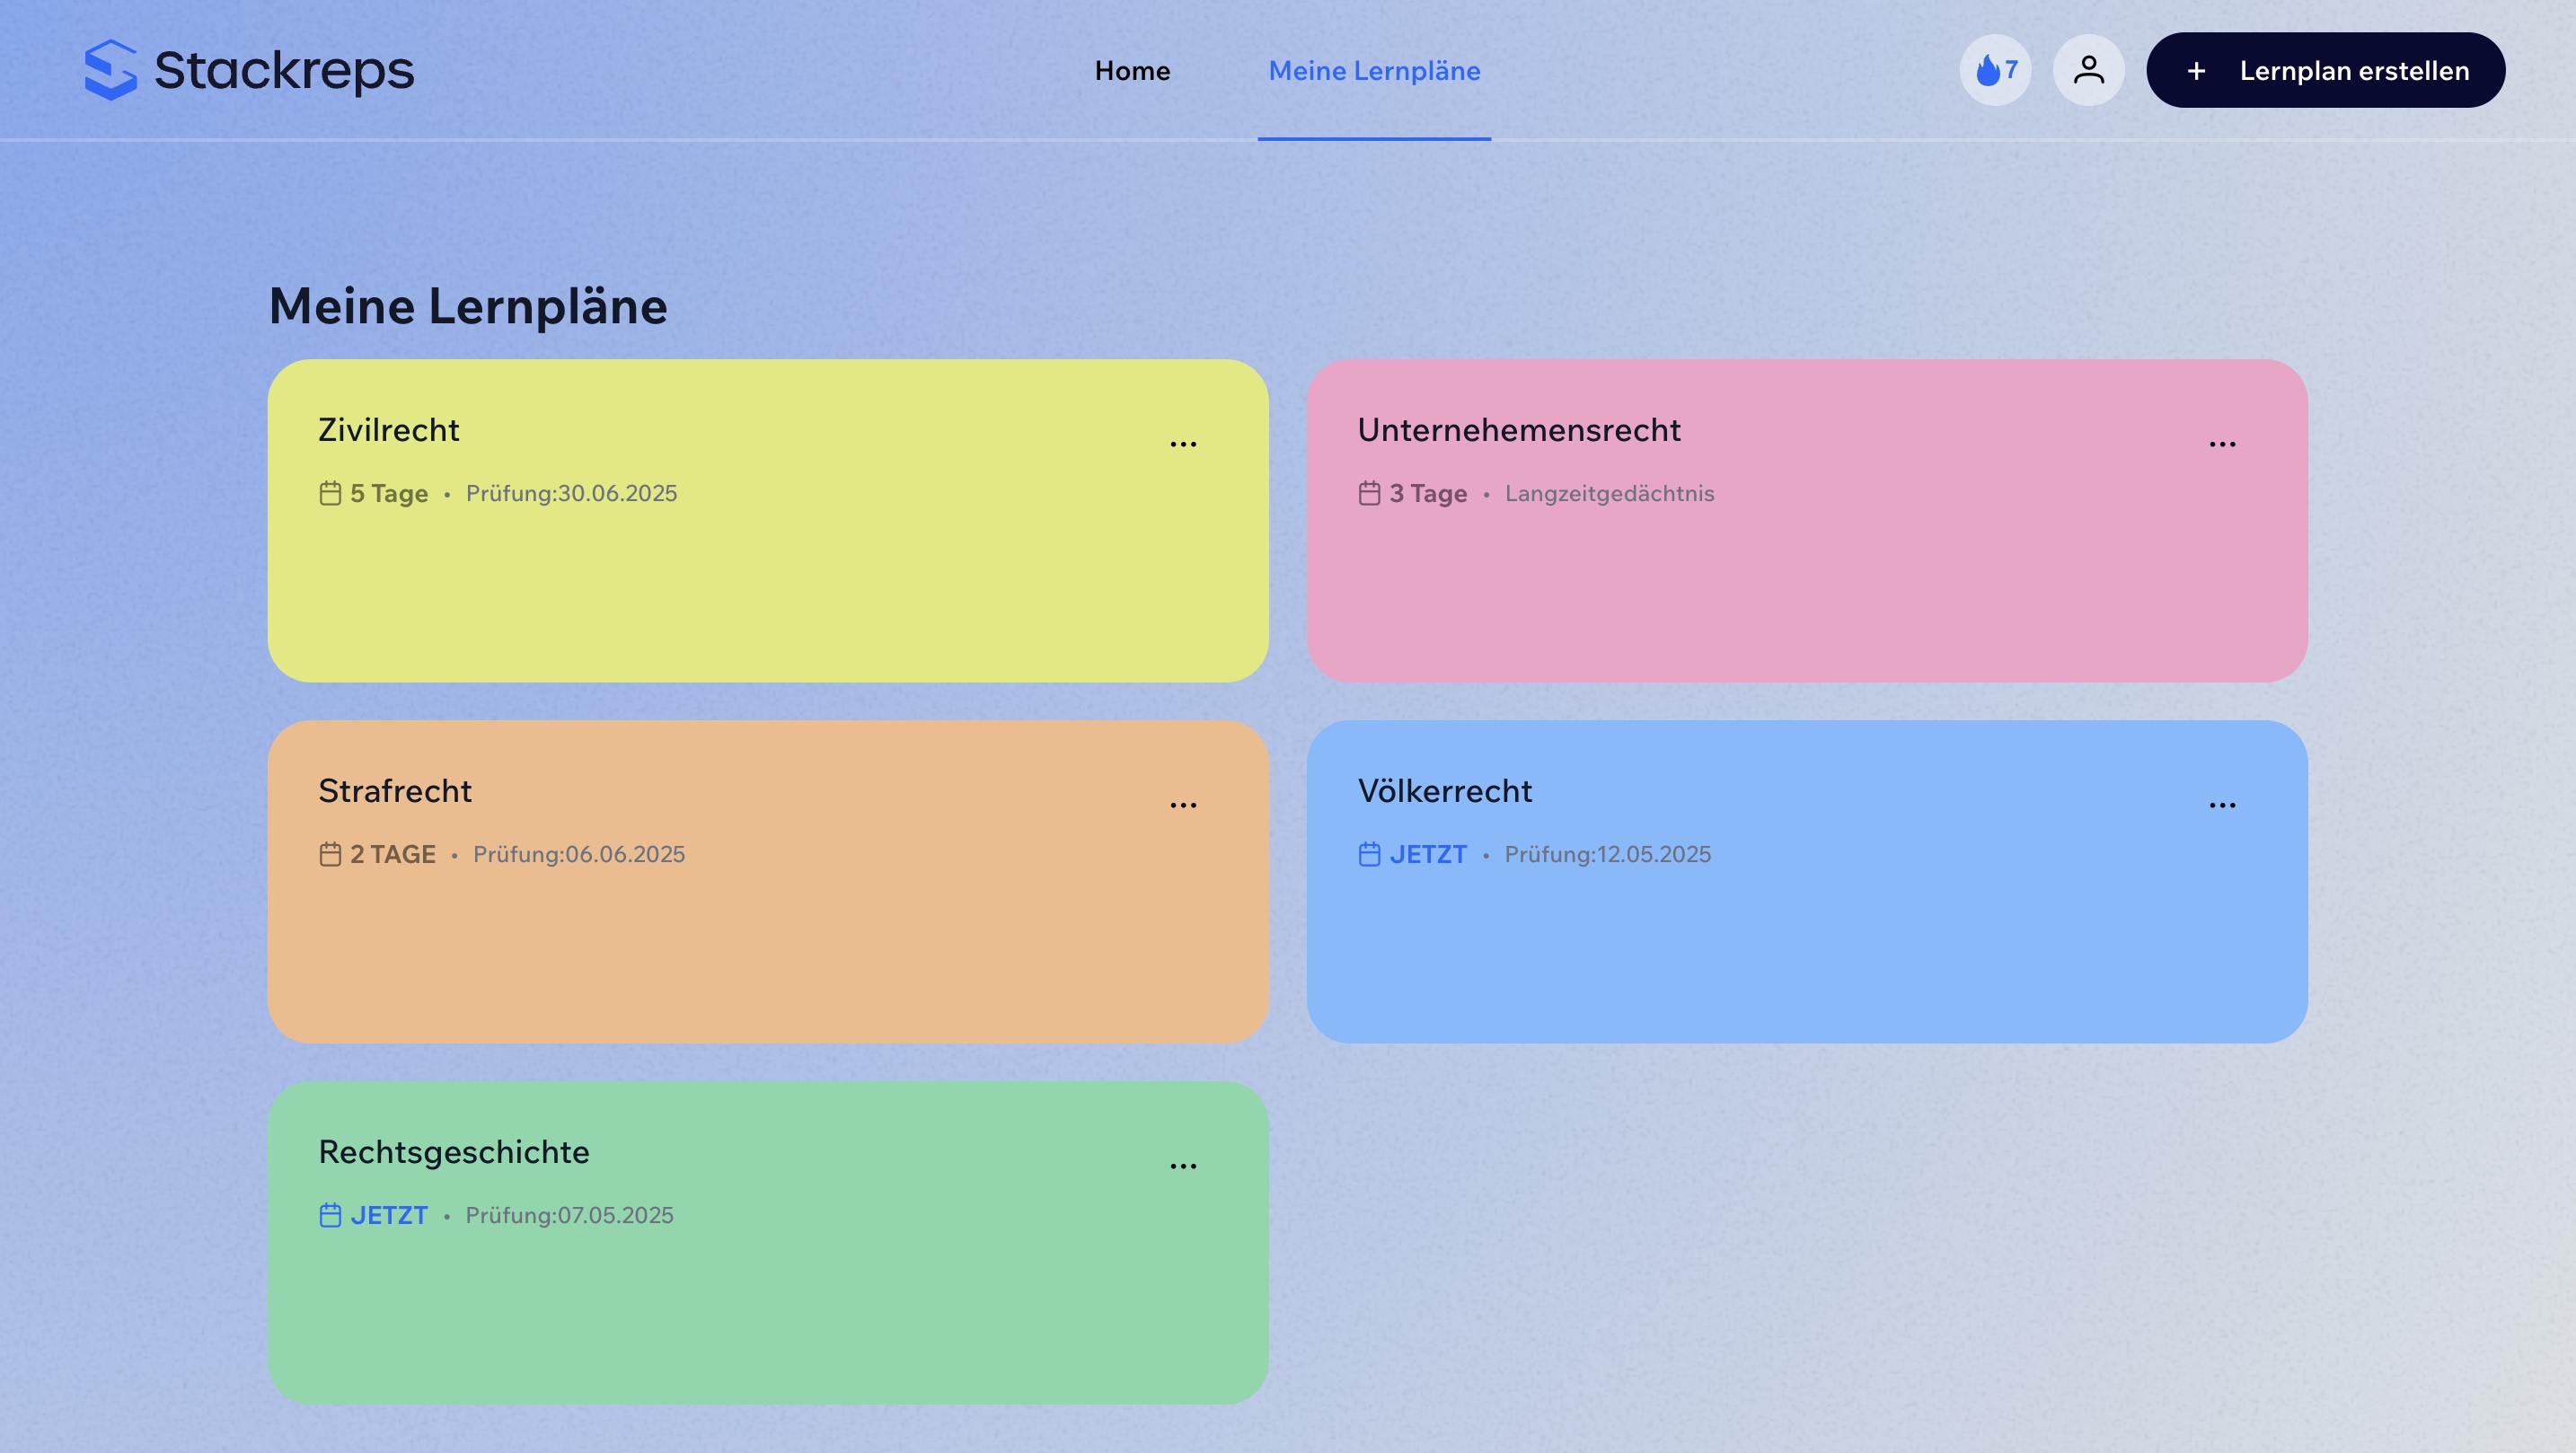 Stackreps
Home
Meine Lernpläne
7
+ Lernplan erstellen
Meine Lernpläne
Zivilrecht
...
5 Tage • Prüfung:30.06.2025
Unternehemensrecht
...
3 Tage • Langzeitgedächtnis
Strafrecht
...
2 TAGE • Prüfung:06.06.2025
Völkerrecht
...
JETZT • Prüfung:12.05.2025
Rechtsgeschichte
...
JETZT • Prüfung:07.05.2025